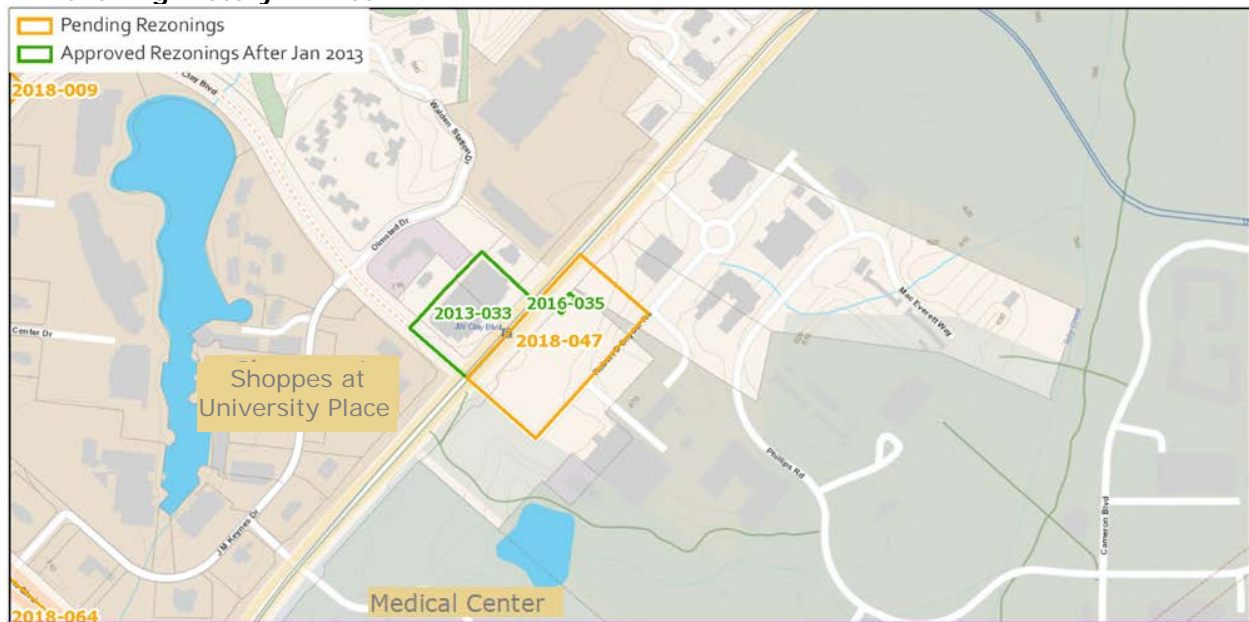 Pending Rezonings
Approved Rezonings After Jan 2013
Clay Blvd
2018-009
Walden Station Dr
Olmsted Dr
2013-033
2016-035
JW Clay Blvd
2018-047
Center Dr
Shoppes at
University Place
Mac Everett Way
Phillips Rd
Cameron Blvd
J M Keynes Dr
Medical Center
2018-064